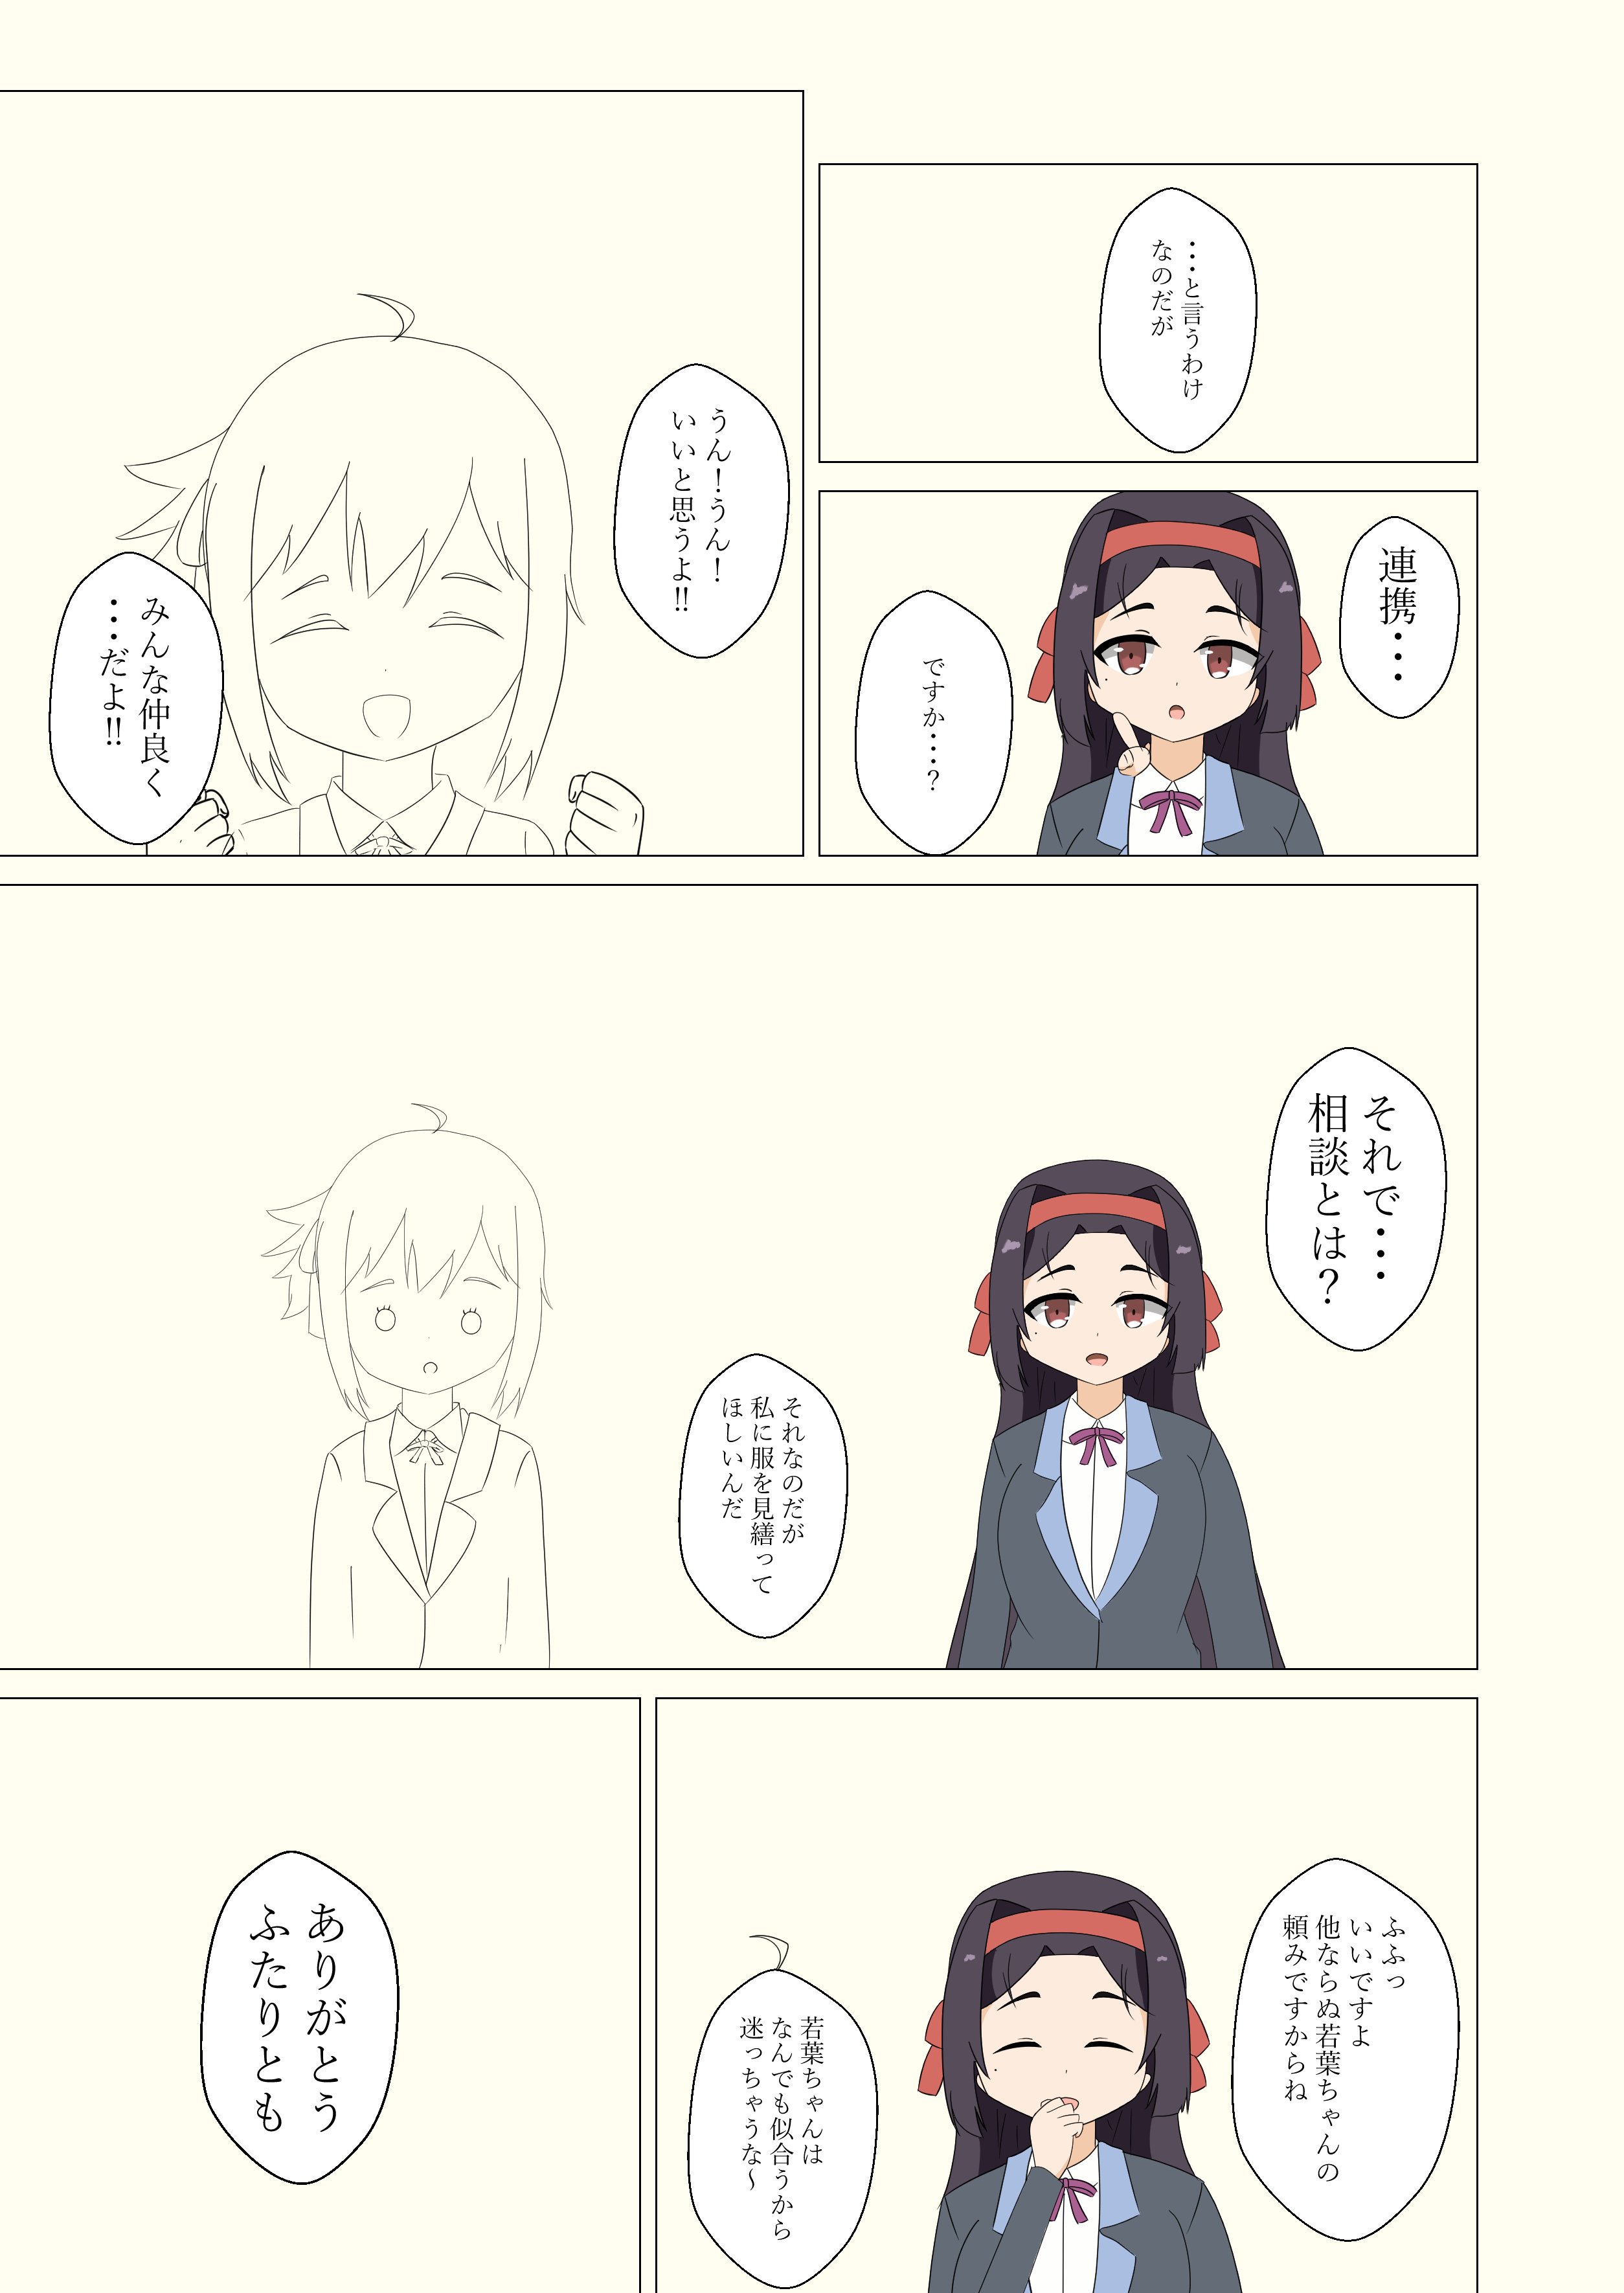 ・・・と言うわけ
なのだが
連携・・・
ですか・・・?
うん！うん！
いいと思うよ!!
みんな仲良く
・・・だよ!!
それで・・・
相談とは？
それなのだが
私に服を見繕って
ほしいんだ
ふふっ
いいですよ
他ならぬ若葉ちゃんの
頼みですからね
若葉ちゃんは
なんでも似合うから
迷っちゃうな～
ありがとう
ふたりとも